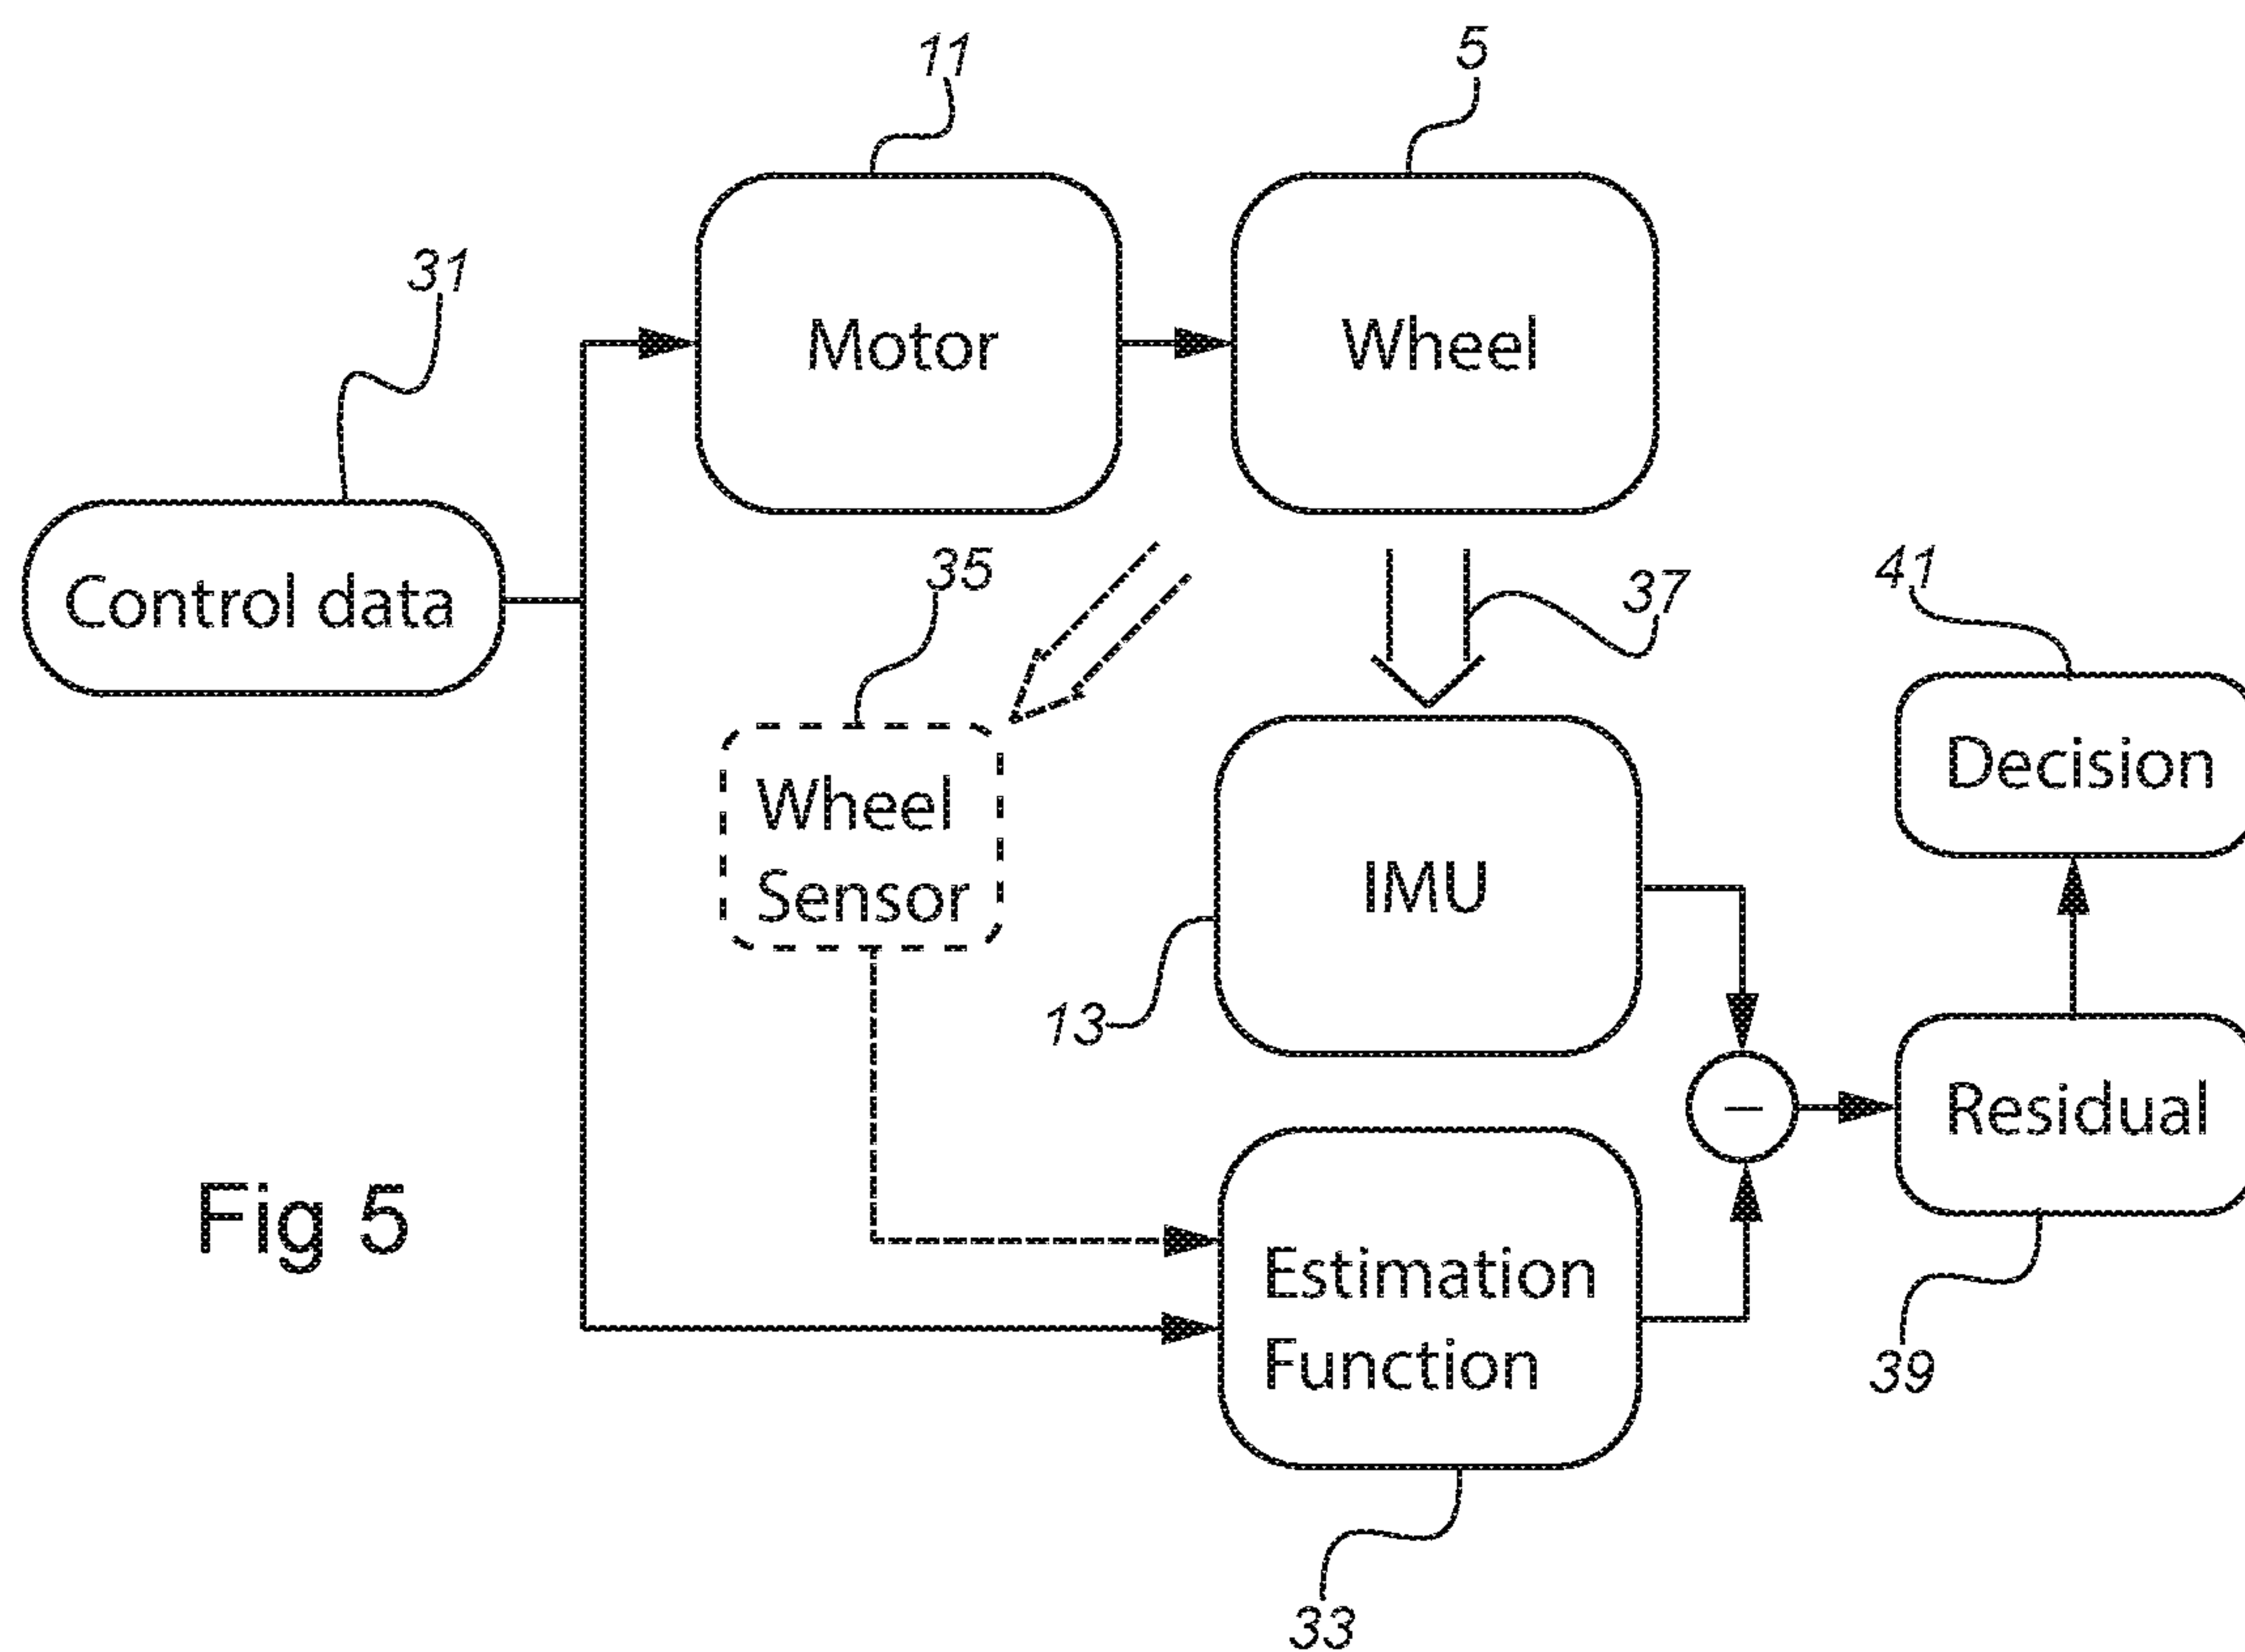 11
5
31
Motor
Wheel
35
37
41
Control data
Decision
Wheel
Sensor
IMU
13
–
Residual
Fig 5
Estimation
Function
39
33